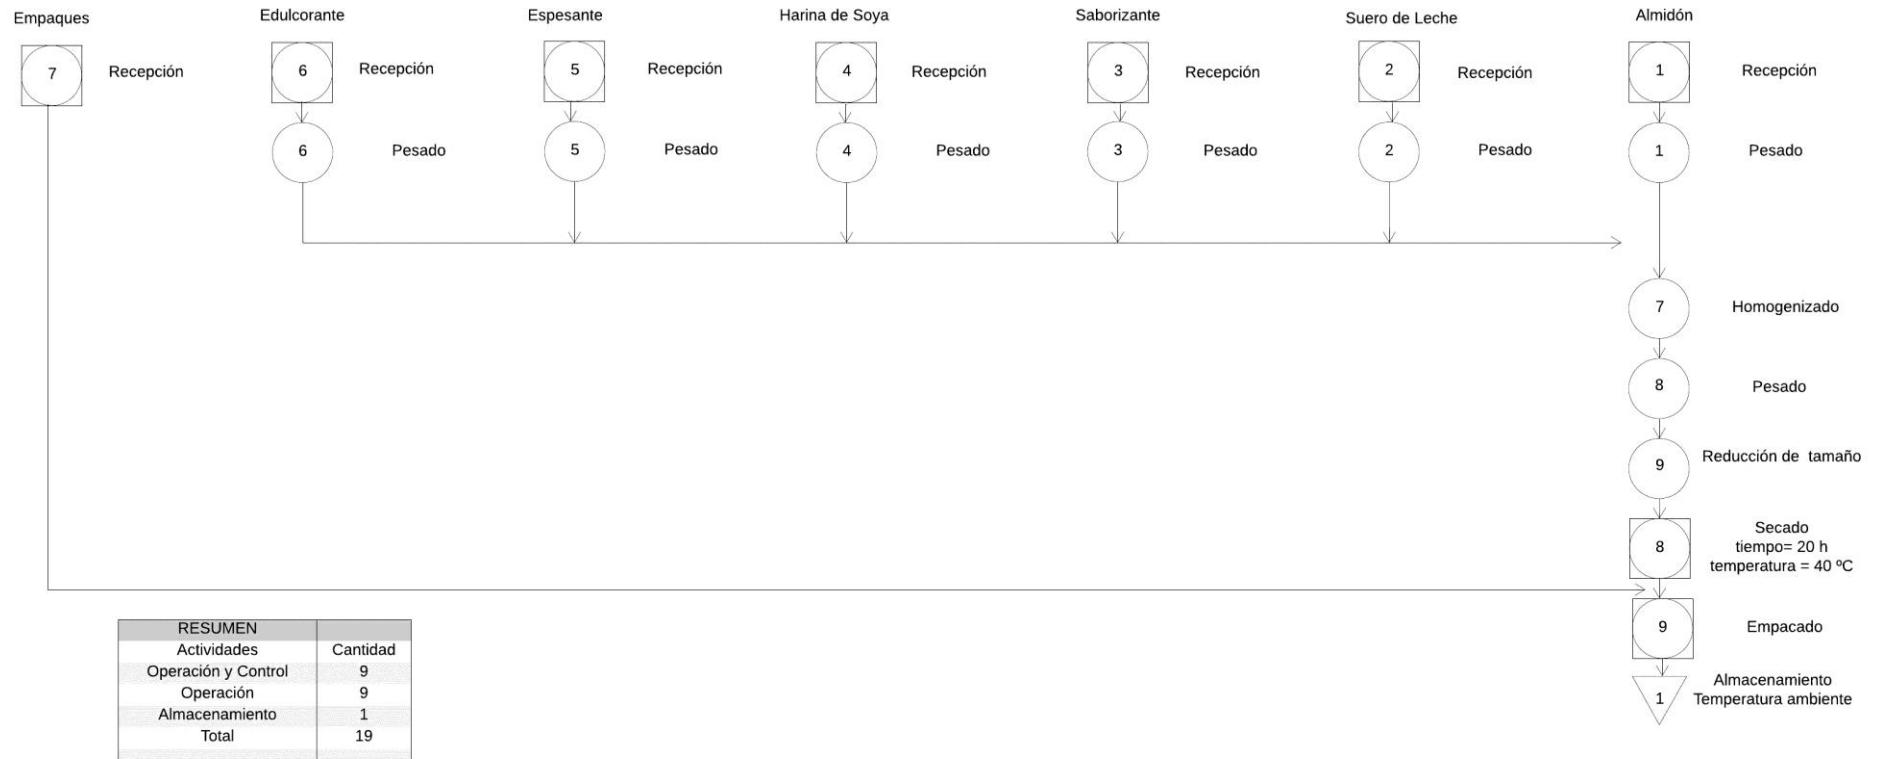 Empaques
Edulcorante
Espesante
Harina de Soya
Saborizante
Suero de Leche
Almidón
7
Recepción
6
Recepción
5
Recepción
4
Recepción
3
Recepción
2
Recepción
1
Recepción
6
Pesado
5
Pesado
4
Pesado
3
Pesado
2
Pesado
1
Pesado
7
Homogenizado
8
Pesado
9
Reducción de tamaño
8
Secado
tiempo= 20 h
temperatura = 40 ºC
9
Empacado
1
Almacenamiento
Temperatura ambiente
RESUMEN
Actividades Cantidad
Operación y Control 9
Operación 9
Almacenamiento 1
Total 19